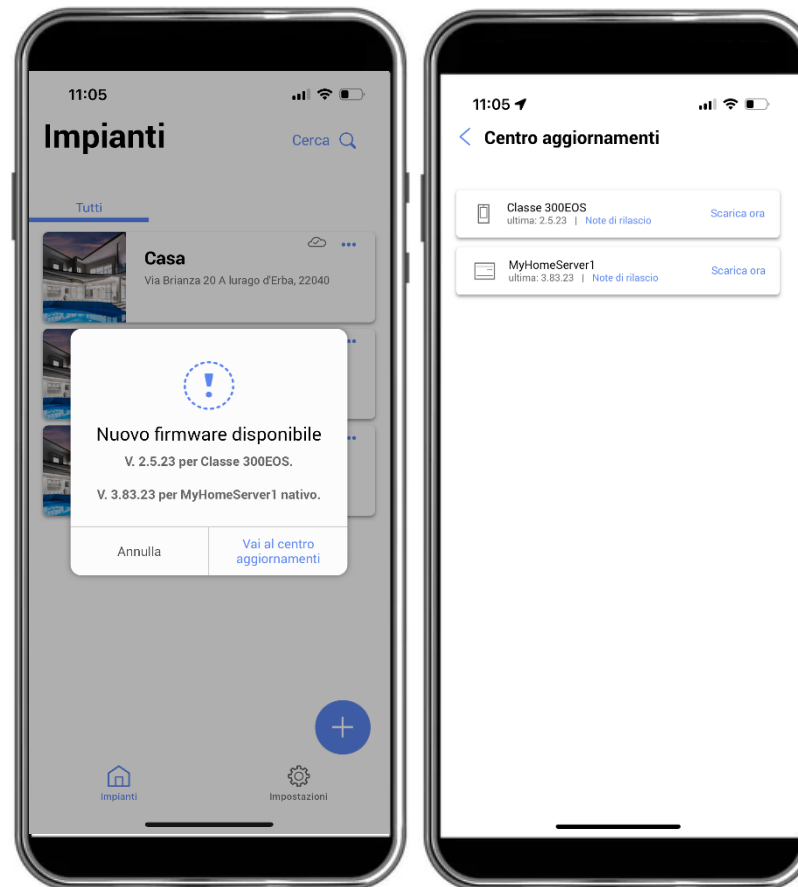 11:05
Impianti
Cerca
Tutti
Casa
Via Brianza 20 A lurago d'Erba, 22040
Nuovo firmware disponibile
V. 2.5.23 per Classe 300EOS.
V. 3.83.23 per MyHomeServer1 nativo.
Annulla
Vai al centro
aggiornamenti
Impianti
Impostazioni
11:05
Centro aggiornamenti
Classe 300EOS
ultima: 2.5.23 | Note di rilascio
Scarica ora
MyHomeServer1
ultima: 3.83.23 | Note di rilascio
Scarica ora